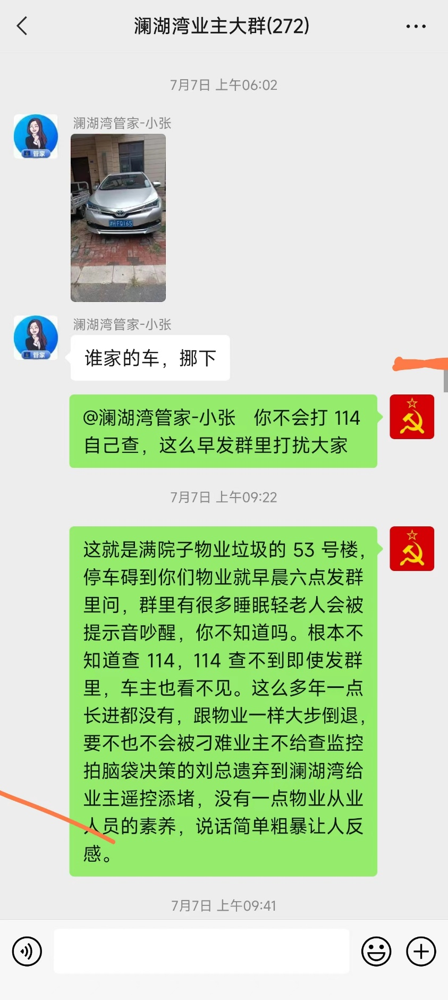 澜湖湾业主大群(272)
7月7日 上午06:02
澜湖湾管家-小张
管家
澜湖湾管家-小张
管家
谁家的车，挪下
@澜湖湾管家-小张 你不会打 114
自己查，这么早发群里打扰大家
7月7日 上午09:22
这就是满院子物业垃圾的 53 号楼，
停车碍到你们物业就早晨六点发群
里问，群里有很多睡眠轻老人会被
提示音吵醒，你不知道吗。根本不
知道查 114，114 查不到即使发群
里，车主也看不见。这么多年一点
长进都没有，跟物业一样大步倒退，
要不也不会被刁难业主不给查监控
拍脑袋决策的刘总遗弃到澜湖湾给
业主遥控添堵，没有一点物业从业
人员的素养，说话简单粗暴让人反
感。
7月7日 上午09:41